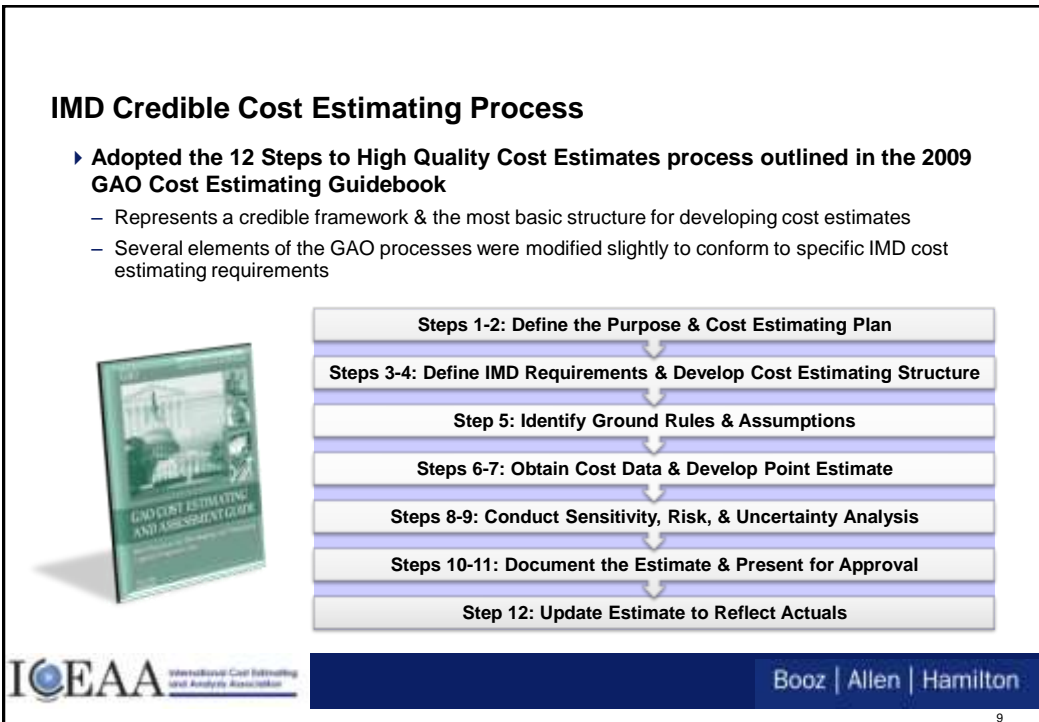 IMD Credible Cost Estimating Process
Adopted the 12 Steps to High Quality Cost Estimates process outlined in the 2009
GAO Cost Estimating Guidebook
– Represents a credible framework & the most basic structure for developing cost estimates
– Several elements of the GAO processes were modified slightly to conform to specific IMD cost
estimating requirements
Steps 1-2: Define the Purpose & Cost Estimating Plan
Steps 3-4: Define IMD Requirements & Develop Cost Estimating Structure
Step 5: Identify Ground Rules & Assumptions
Steps 6-7: Obtain Cost Data & Develop Point Estimate
Steps 8-9: Conduct Sensitivity, Risk, & Uncertainty Analysis
Steps 10-11: Document the Estimate & Present for Approval
Step 12: Update Estimate to Reflect Actuals
GAO COST ESTIMATING
AND ASSESSMENT GUIDE
ICEAA
International Cost Estimating
and Analysis Association
Booz | Allen | Hamilton
9